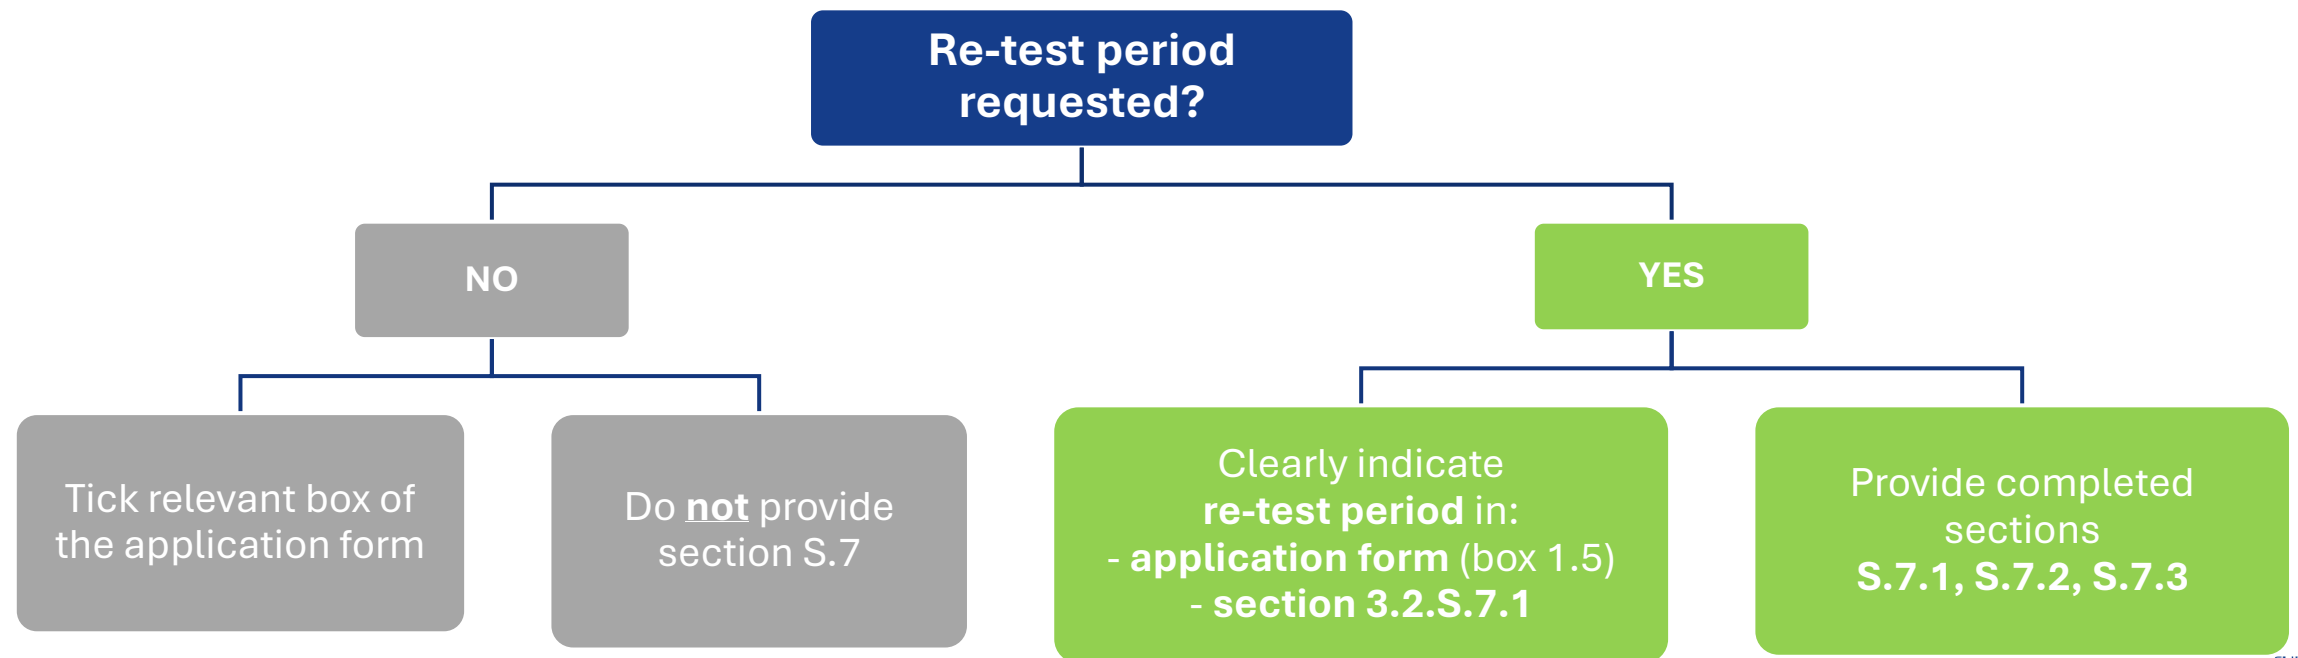 Re-test period
requested?
NO
YES
Tick relevant box of
the application form
Do not provide
section S.7
Clearly indicate
re-test period in:
- application form (box 1.5)
- section 3.2.S.7.1
Provide completed
sections
S.7.1, S.7.2, S.7.3